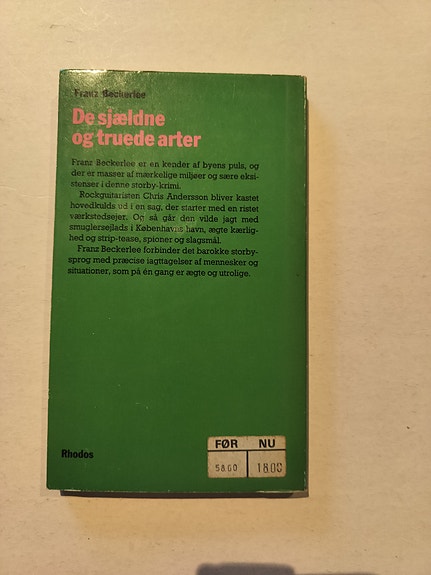 Franz Beckerlee
De sjældne
og truede arter
Franz Beckerlee er en kender af byens puls, og
der er masser af mærkelige miljøer og sære eksi-
stenser i denne storby-krimi.
Rockguitaristen Chris Andersson bliver kastet
hovedkulds ud i en sag, der starter med en ristet
værkstedsejer. Og så går den vilde jagt med
smuglersejlads i Københavns havn, ægte kærlig-
hed og strip-tease, spioner og slagsmål.
Franz Beckerlee forbinder det barokke storby-
sprog med præcise iagttagelser af mennesker og
situationer, som på én gang er ægte og utrolige.
Rhodos
FØR NU
58.00 18.00